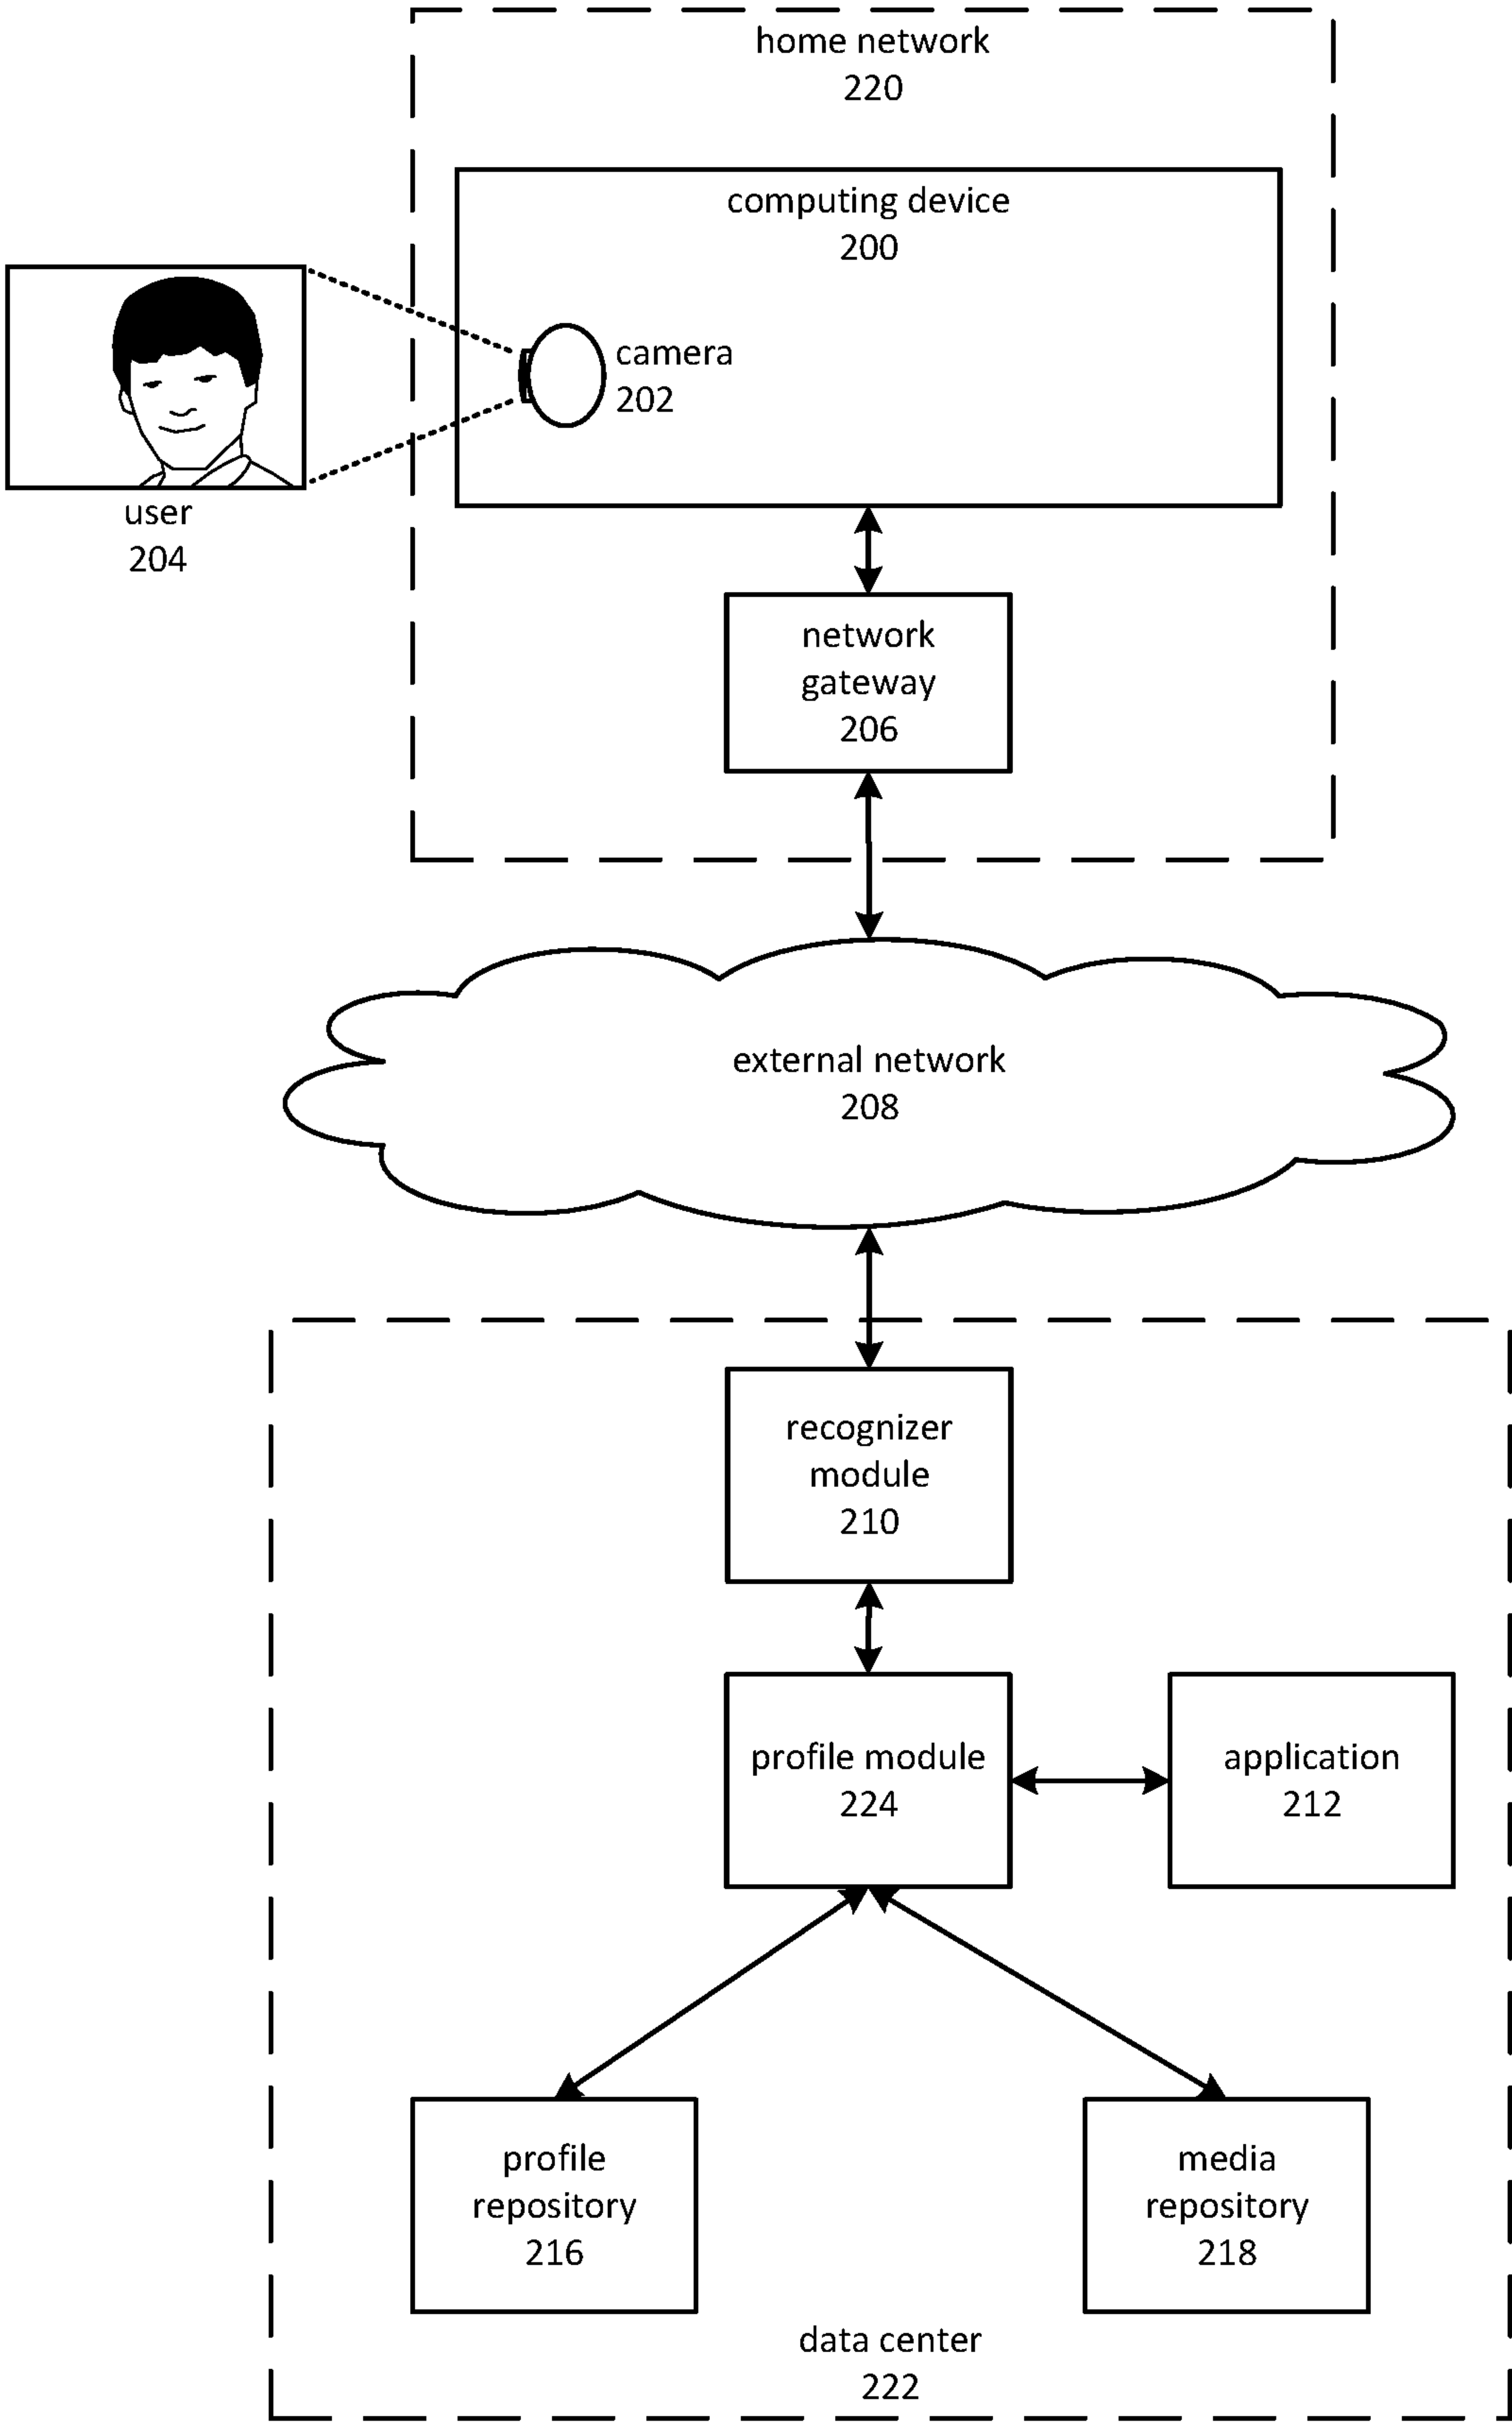 home network
220
computing device
200
camera
202
user
204
network
gateway
206
external network
208
recognizer
module
210
profile module
224
application
212
profile
repository
216
media
repository
218
data center
222